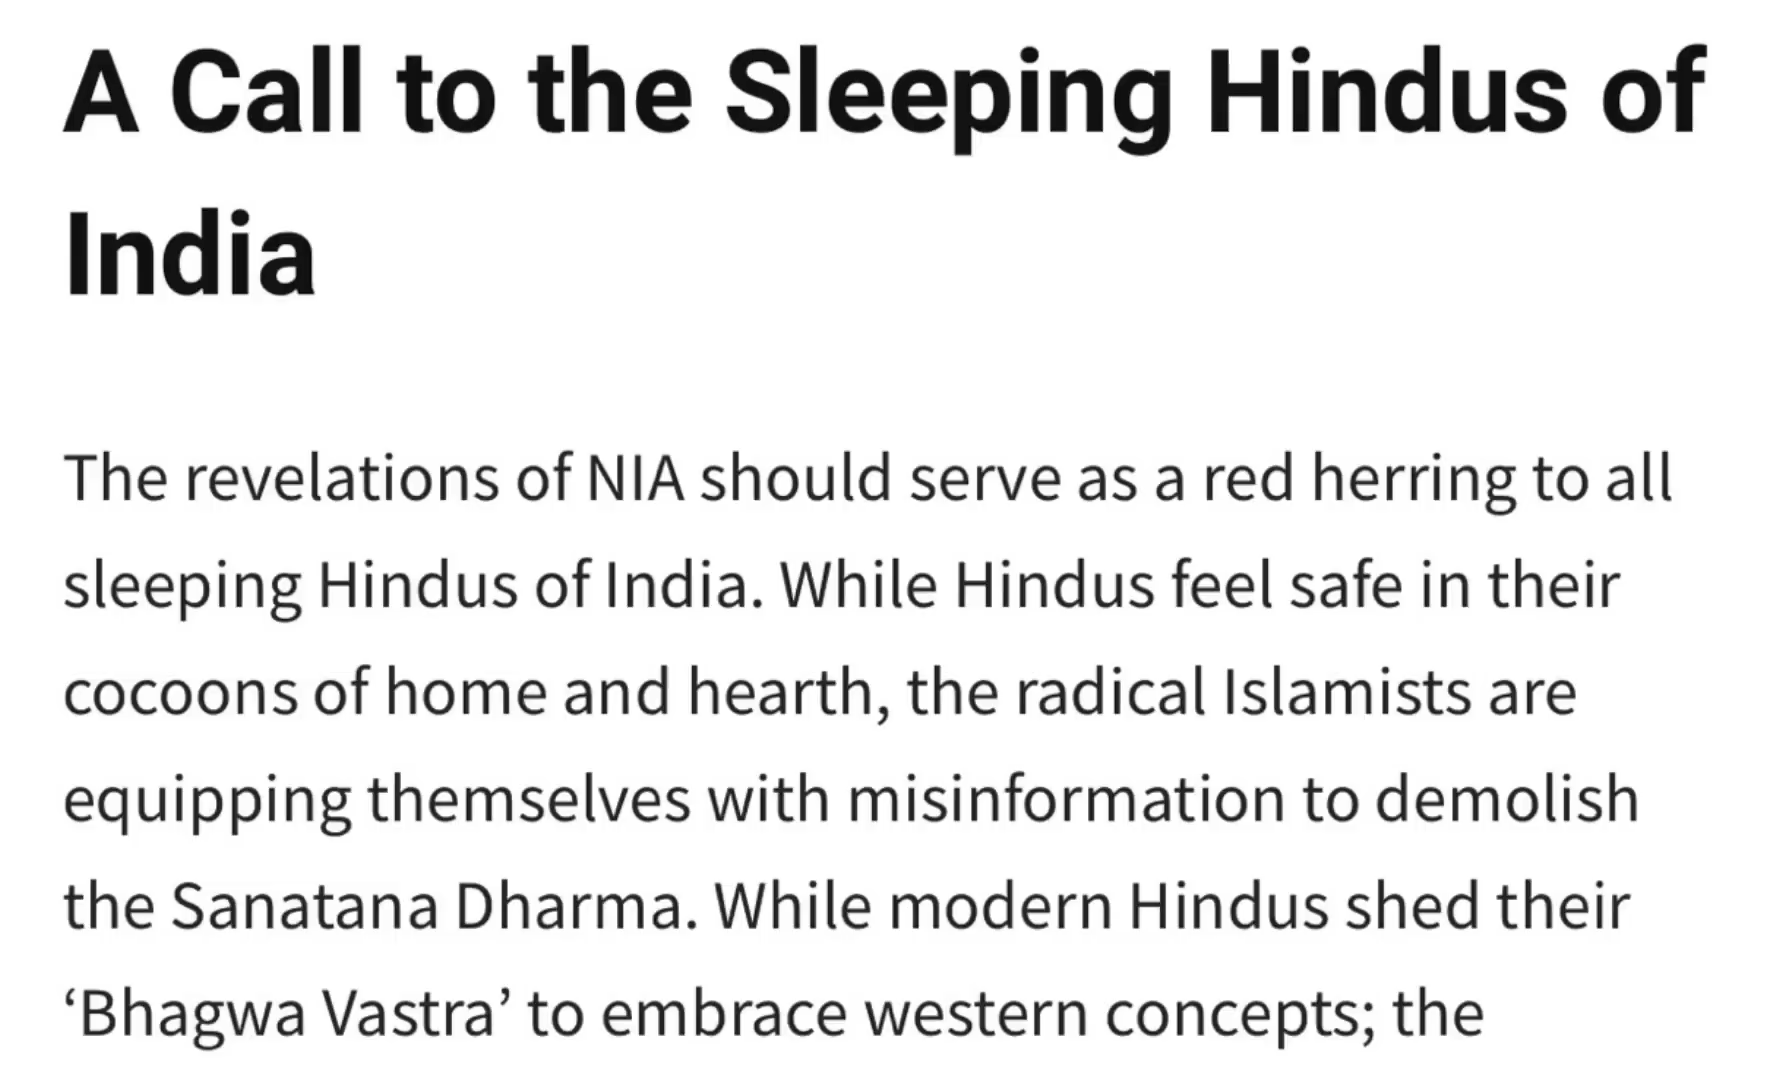 A Call to the Sleeping Hindus of
India
The revelations of NIA should serve as a red herring to all
sleeping Hindus of India. While Hindus feel safe in their
cocoons of home and hearth, the radical Islamists are
equipping themselves with misinformation to demolish
the Sanatana Dharma. While modern Hindus shed their
‘Bhagwa Vastra’ to embrace western concepts; the